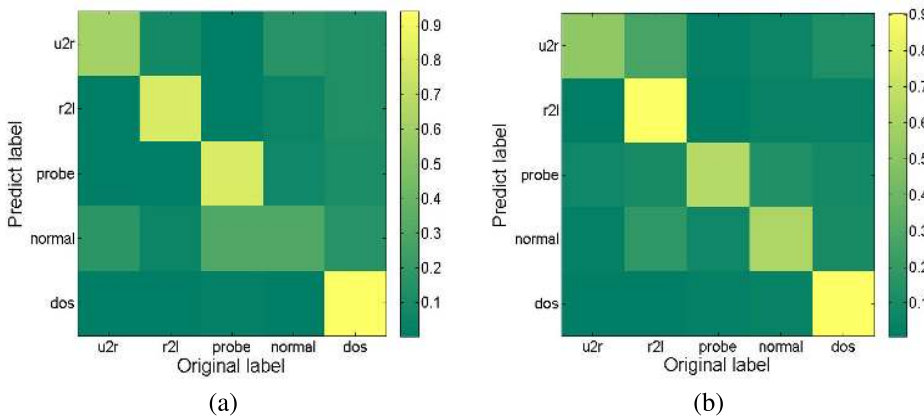 u2r
r2l
probe
normal
dos
Predict label
u2r r2l probe normal dos
Original label
0.9
0.8
0.7
0.6
0.5
0.4
0.3
0.2
0.1
(a)
u2r
r2l
probe
normal
dos
Predict label
u2r r2l probe normal dos
Original label
0.9
0.8
0.7
0.6
0.5
0.4
0.3
0.2
0.1
(b)